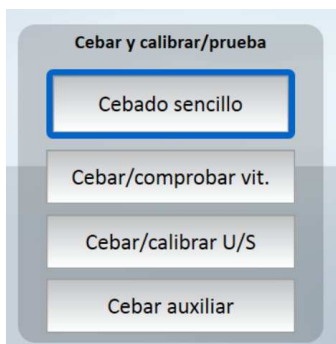 Cebar y calibrar/prueba
Cebado sencillo
Cebar/comprobar vit.
Cebar/calibrar U/S
Cebar auxiliar